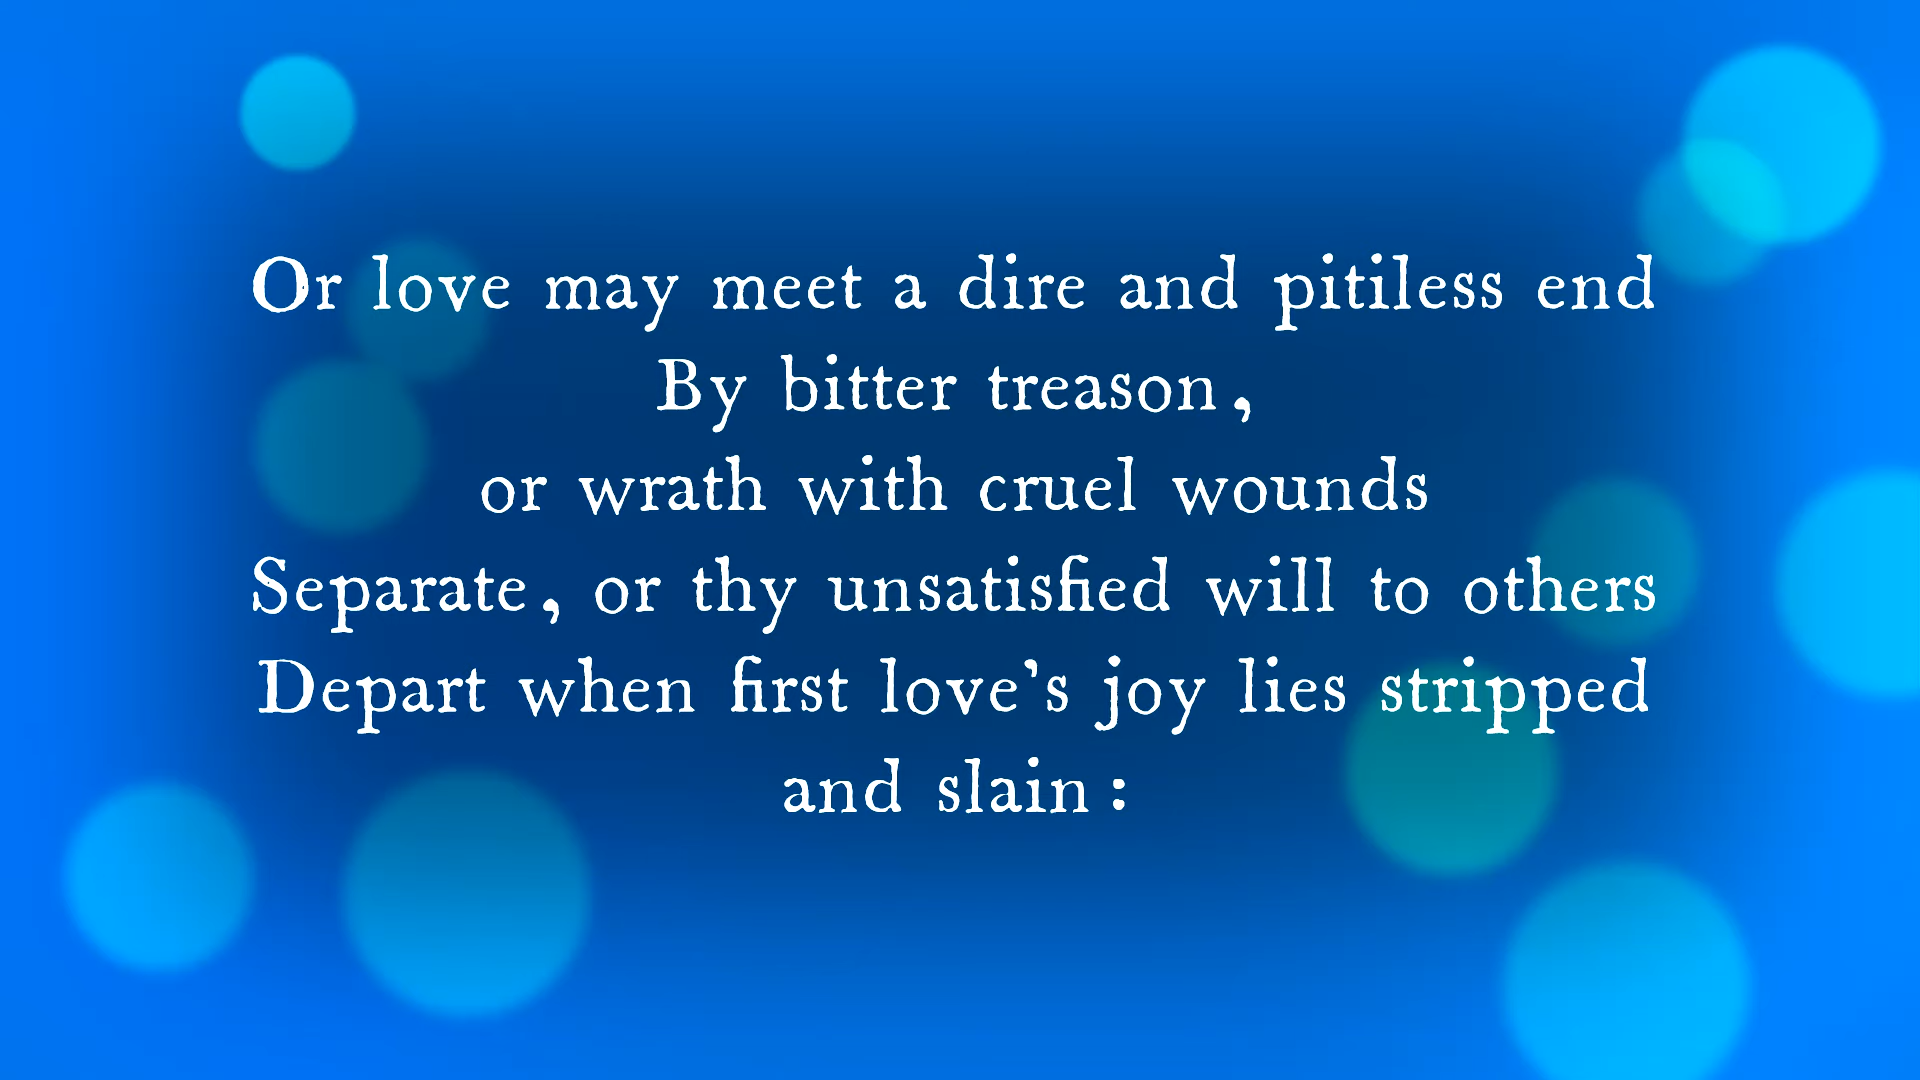 Or love may meet a dire and pitiless end
By bitter treason,
or wrath with cruel wounds
Separate, or thy unsatisfied will to others
Depart when first love’s joy lies stripped
and slain: